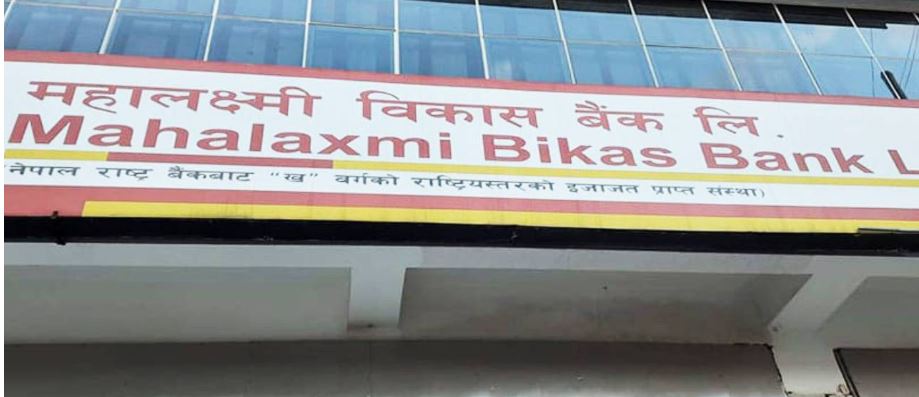 महालक्ष्मी विकास बैंक लि.
Mahalaxmi Bikas Bank L
नेपाल राष्ट्र बैंकबाट “ख” वर्गको राष्ट्रियस्तरको इजाजत प्राप्त संस्था)